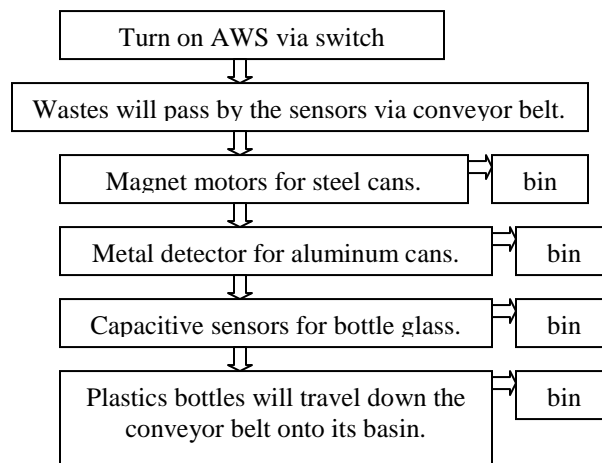 Turn on AWS via switch
Wastes will pass by the sensors via conveyor belt.
Magnet motors for steel cans.
bin
Metal detector for aluminum cans.
bin
Capacitive sensors for bottle glass.
bin
Plastics bottles will travel down the
conveyor belt onto its basin.
bin